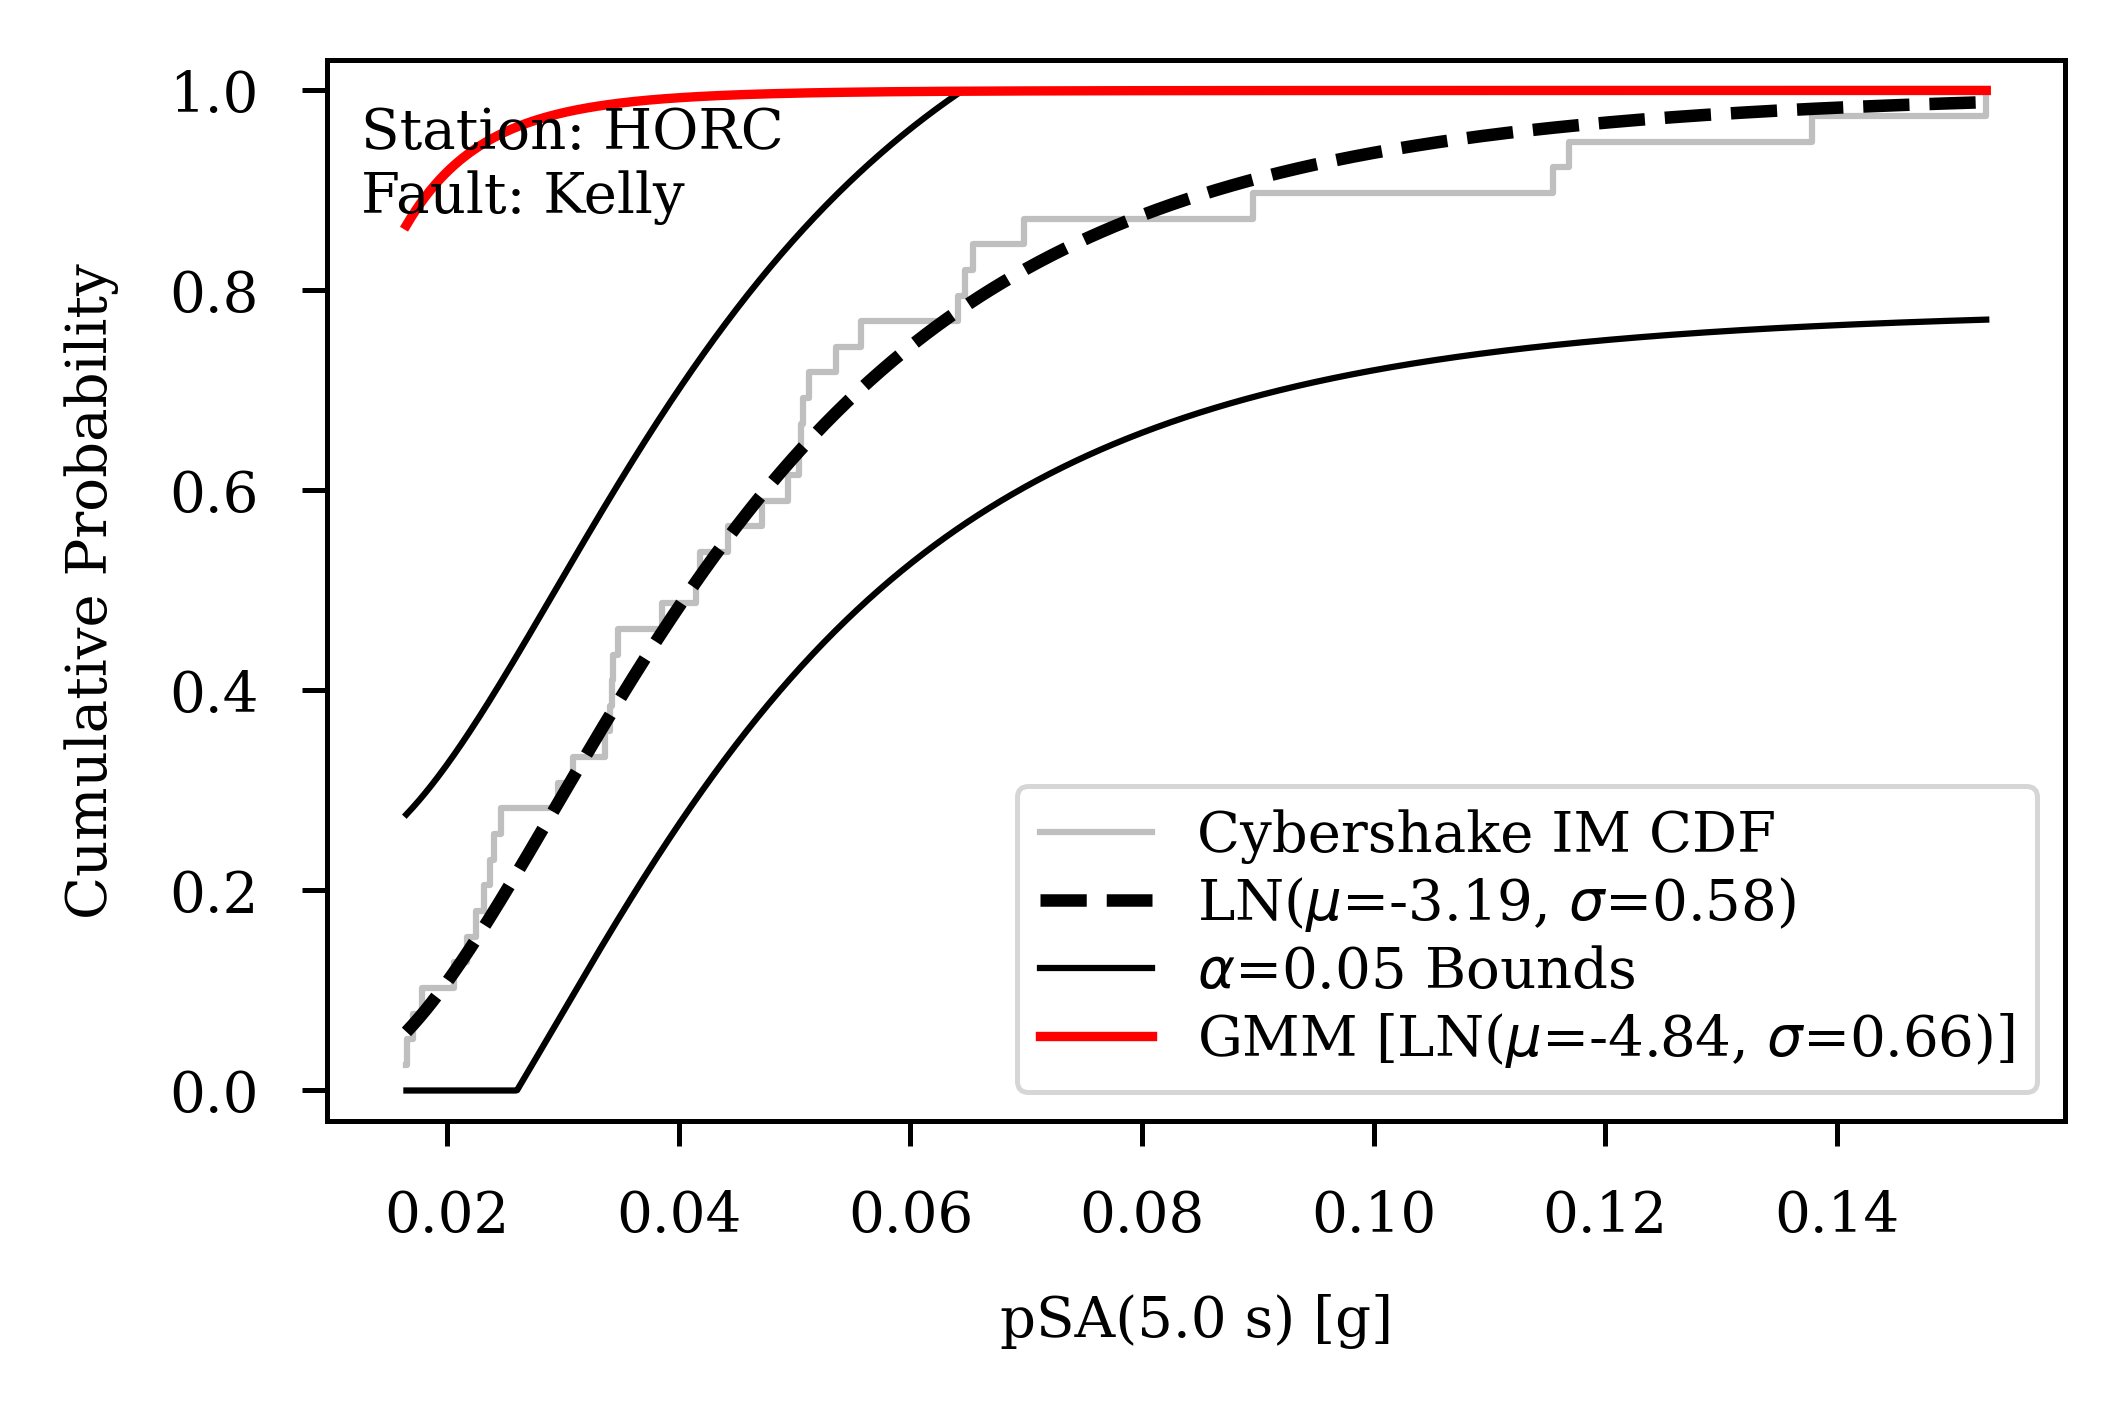 Station: HORC
Fault: Kelly
Cumulative Probability
1.0
0.8
0.6
0.4
0.2
0.0
Cybershake IM CDF
LN(μ=-3.19, σ=0.58)
α=0.05 Bounds
GMM [LN(μ=-4.84, σ=0.66)]
0.02 0.04 0.06 0.08 0.10 0.12 0.14
pSA(5.0 s) [g]